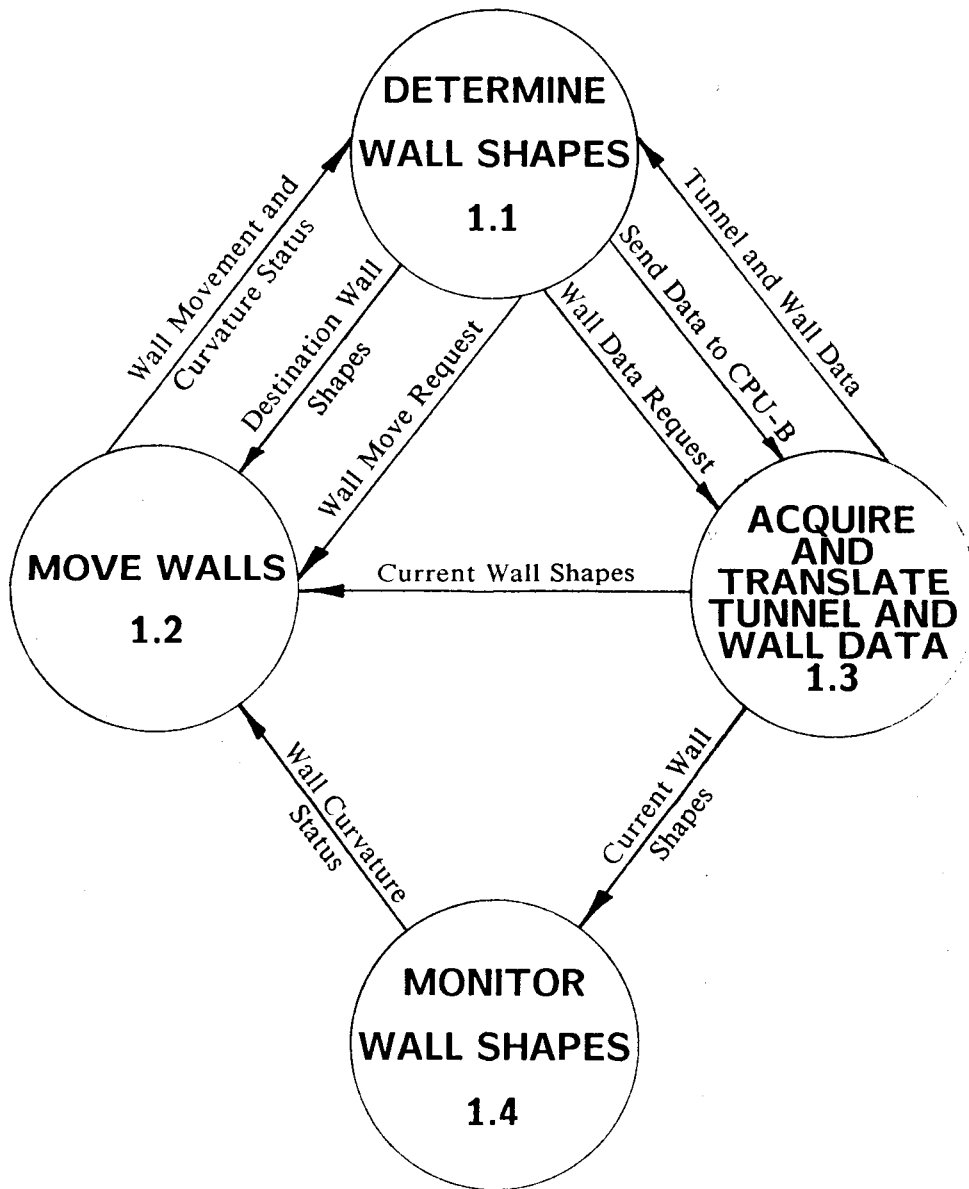 DETERMINE
WALL SHAPES
1.1
Wall Movement and
Curvature Status
Destination Wall
Shapes
Wall Move Request
Wall Data Request
Send Data to CPU-B
Tunnel and Wall Data
MOVE WALLS
1.2
Current Wall Shapes
ACQUIRE
AND
TRANSLATE
TUNNEL AND
WALL DATA
1.3
Wall Curvature
Status
Current Wall
Shapes
MONITOR
WALL SHAPES
1.4